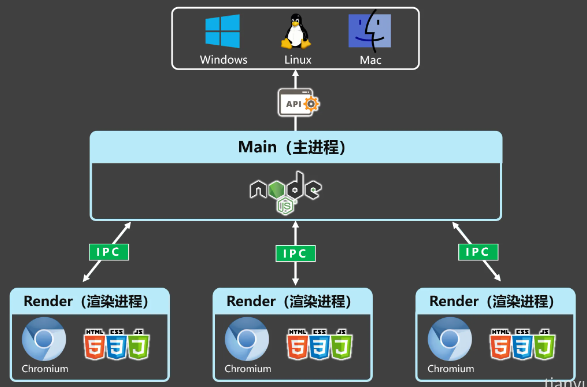 Windows Linux Mac
API
Main（主进程）
node
JS
IPC IPC IPC
Render（渲染进程） Render（渲染进程） Render（渲染进程）
HTML CSS JS HTML CSS JS HTML CSS JS
5 3 5 3 5 3
Chromium Chromium Chromium